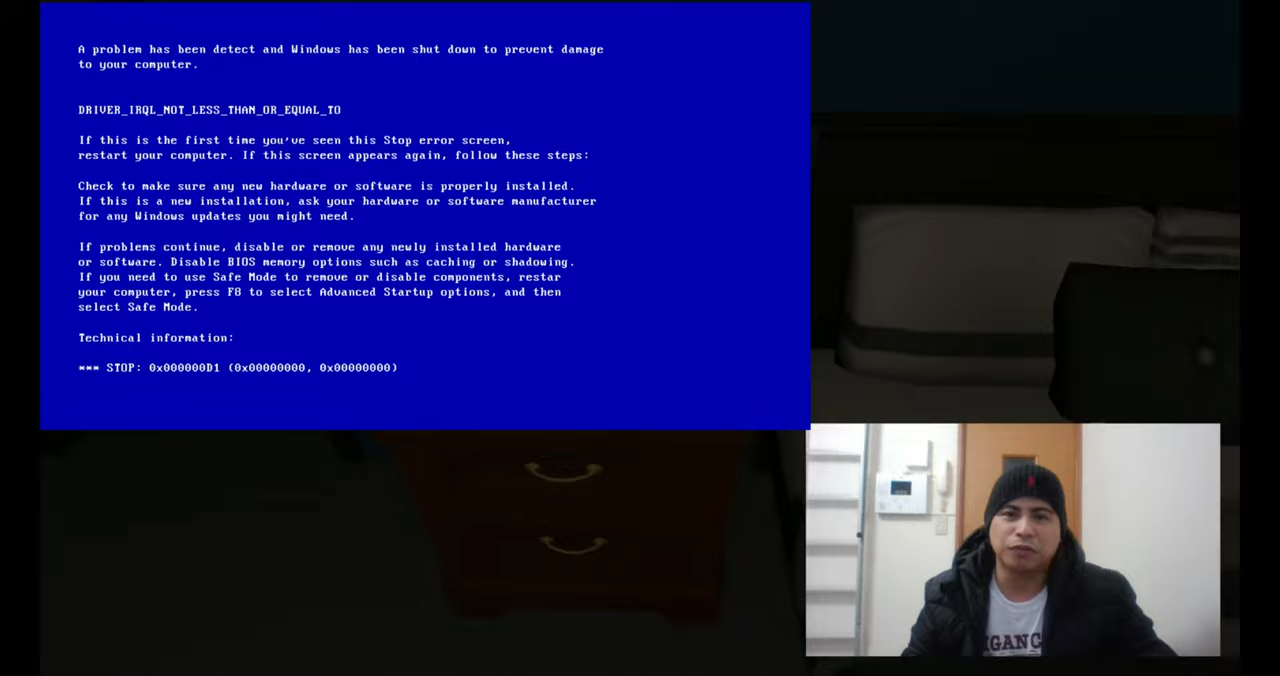 A problem has been detect and Windows has been shut down to prevent damage
to your computer.
DRIVER_IRQL_NOT_LESS_THAN_OR_EQUAL_TO
If this is the first time you've seen this Stop error screen,
restart your computer. If this screen appears again, follow these steps:
Check to make sure any new hardware or software is properly installed.
If this is a new installation, ask your hardware or software manufacturer
for any Windows updates you might need.
If problems continue, disable or remove any newly installed hardware
or software. Disable BIOS memory options such as caching or shadowing.
If you need to use Safe Mode to remove or disable components, restar
your computer, press F8 to select Advanced Startup options, and then
select Safe Mode.
Technical information:
*** STOP: 0x000000D1 (0x00000000, 0x00000000)